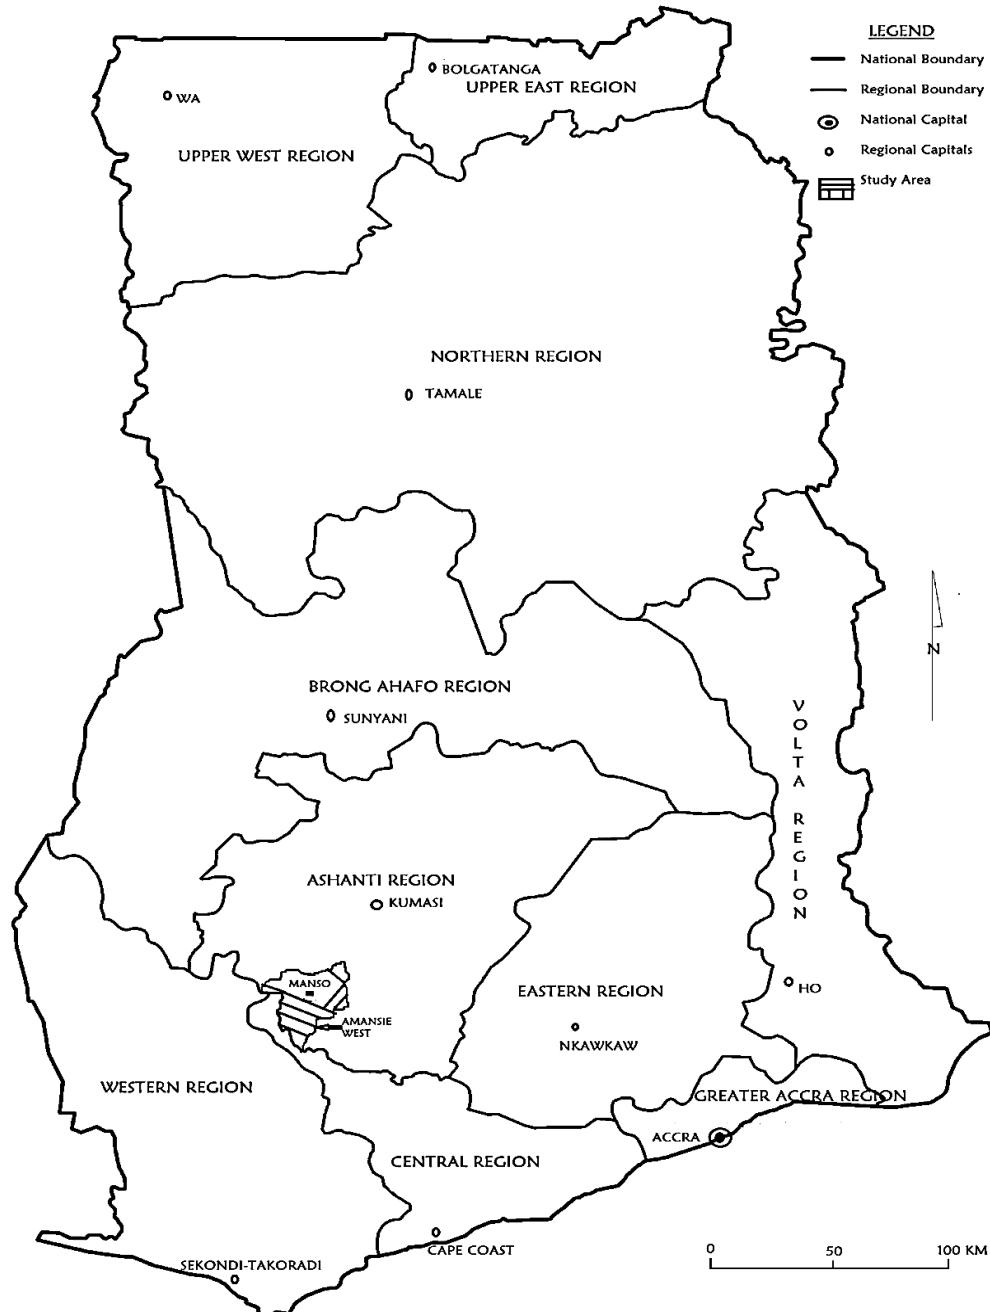 LEGEND
National Boundary
Regional Boundary
National Capital
Regional Capitals
Study Area
BOLGATANGA
UPPER EAST REGION
WA
UPPER WEST REGION
NORTHERN REGION
TAMALE
N
BRONG AHAFO REGION
SUNYANI
VOLTA REGION
ASHANTI REGION
KUMASI
MANSO
AMANSIE
WEST
EASTERN REGION
NKAWKAW
HO
WESTERN REGION
GREATER ACCRA REGION
ACCRA
CENTRAL REGION
CAPE COAST
SEKONDI-TAKORADI
0 50 100 KM